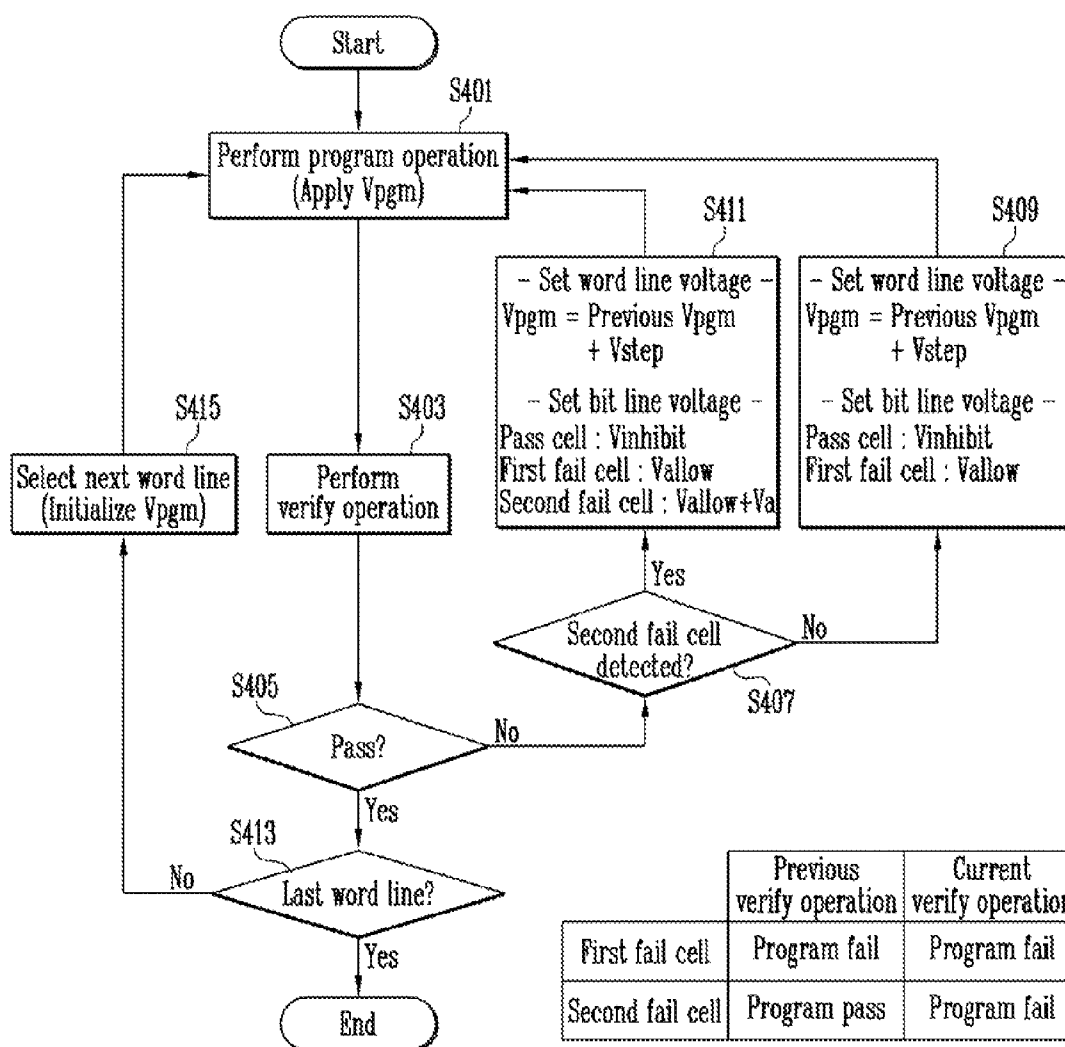 Start
S401
Perform program operation
(Apply Vpgm)
S411
- Set word line voltage -
Vpgm = Previous Vpgm
+ Vstep
- Set bit line voltage -
Pass cell : Vinhibit
First fail cell : Vallow
Second fail cell : Vallow+Va
S409
- Set word line voltage -
Vpgm = Previous Vpgm
+ Vstep
- Set bit line voltage -
Pass cell : Vinhibit
First fail cell : Vallow
S415
Select next word line
(Initialize Vpgm)
S403
Perform
verify operation
Yes
Second fail cell
detected?
No
S407
S405
Pass?
No
Yes
S413
Last word line?
No
Yes
End
Previous
verify operation
Current
verify operation
First fail cell
Program fail
Program fail
Second fail cell
Program pass
Program fail